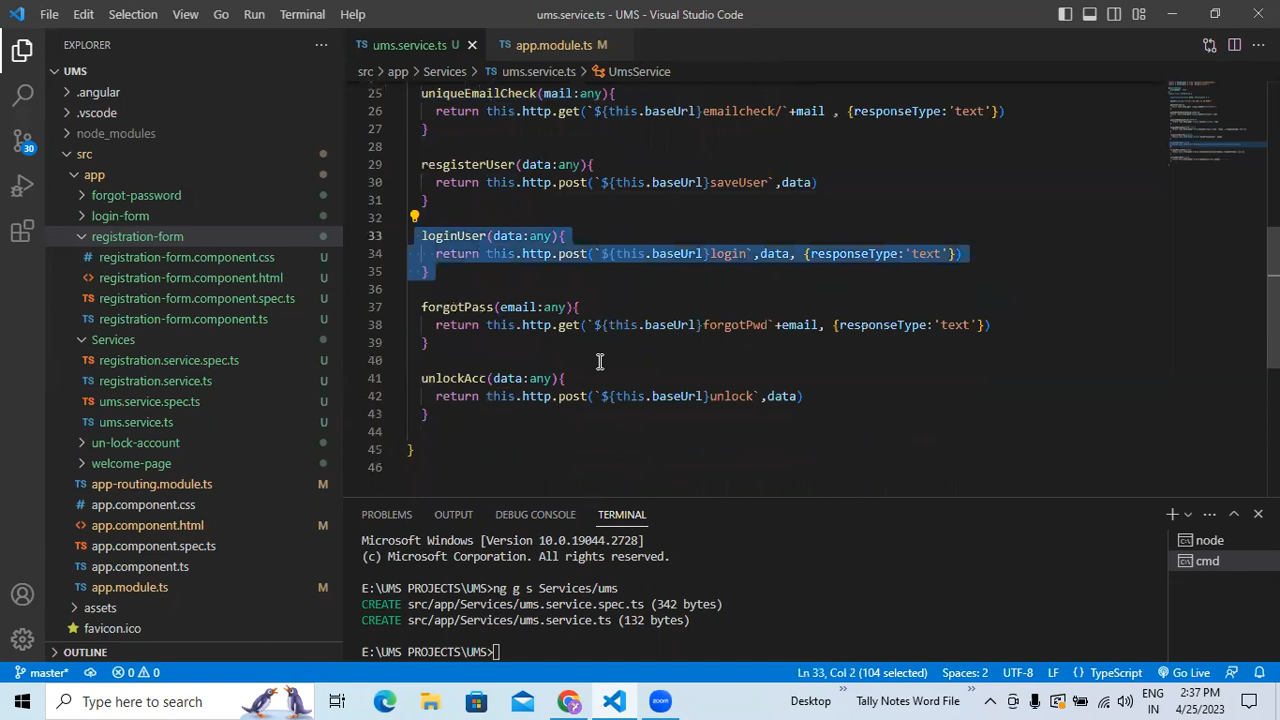 File Edit Selection View Go Run Terminal Help ums.service.ts - UMS - Visual Studio Code
EXPLORER
UMS
.angular
.vscode
node_modules
src
app
forgot-password
login-form
registration-form
registration-form.component.css
registration-form.component.html
registration-form.component.spec.ts
registration-form.component.ts
Services
registration.service.spec.ts
registration.service.ts
ums.service.spec.ts
ums.service.ts
un-lock-account
welcome-page
app-routing.module.ts M
app.component.css
app.component.html M
app.component.spec.ts
app.component.ts
app.module.ts M
assets
favicon.ico
OUTLINE
30
ums.service.ts U app.module.ts M
src > app > Services > ums.service.ts > UmsService
25 uniqueEmailCheck(mail:any){
26 return this.http.get(`${this.baseUrl}emailCheck/`+mail , {responseType:'text'})
27 }
28
29 resgisterUser(data:any){
30 return this.http.post(`${this.baseUrl}saveUser`,data)
31 }
32
33 loginUser(data:any){
34 return this.http.post(`${this.baseUrl}login`,data, {responseType:'text'})
35 }
36
37 forgotPass(email:any){
38 return this.http.get(`${this.baseUrl}forgotPwd`+email, {responseType:'text'})
39 }
40
41 unlockAcc(data:any){
42 return this.http.post(`${this.baseUrl}unlock`,data)
43 }
44
45 }
46
PROBLEMS OUTPUT DEBUG CONSOLE TERMINAL
Microsoft Windows [Version 10.0.19044.2728]
(c) Microsoft Corporation. All rights reserved.
E:\UMS PROJECTS\UMS>ng g s Services/ums
CREATE src/app/Services/ums.service.spec.ts (342 bytes)
CREATE src/app/Services/ums.service.ts (132 bytes)
E:\UMS PROJECTS\UMS>
node
cmd
master* 0 0 Ln 33, Col 2 (104 selected) Spaces: 2 UTF-8 LF {} TypeScript Go Live
Type here to search Desktop Tally Notes Word File ENG IN 2:37 PM 4/25/2023